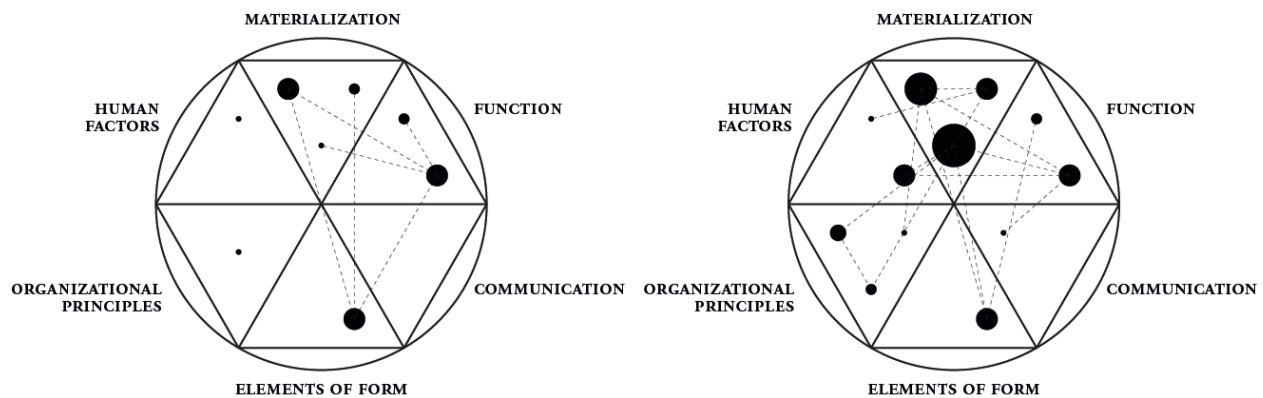 MATERIALIZATION
HUMAN
FACTORS
FUNCTION
ORGANIZATIONAL
PRINCIPLES
COMMUNICATION
ELEMENTS OF FORM
MATERIALIZATION
HUMAN
FACTORS
FUNCTION
ORGANIZATIONAL
PRINCIPLES
COMMUNICATION
ELEMENTS OF FORM